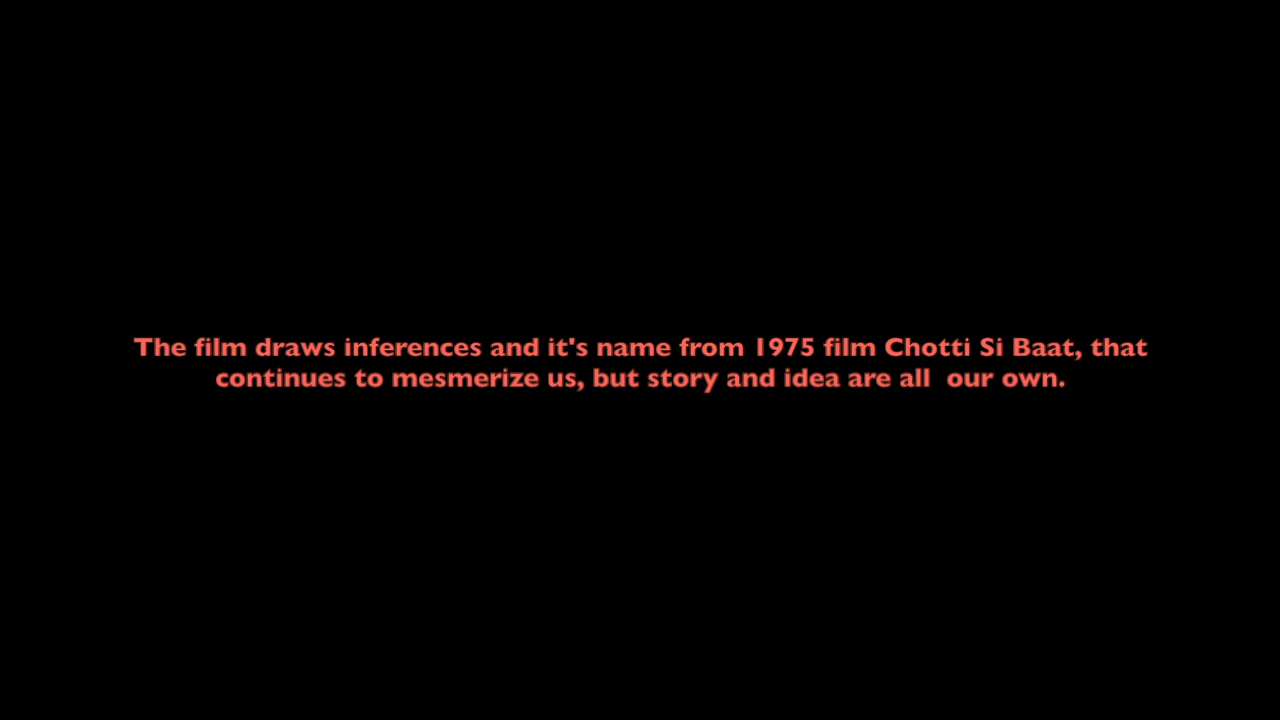 The film draws inferences and it's name from 1975 film Chotti Si Baat, that
continues to mesmerize us, but story and idea are all  our own.